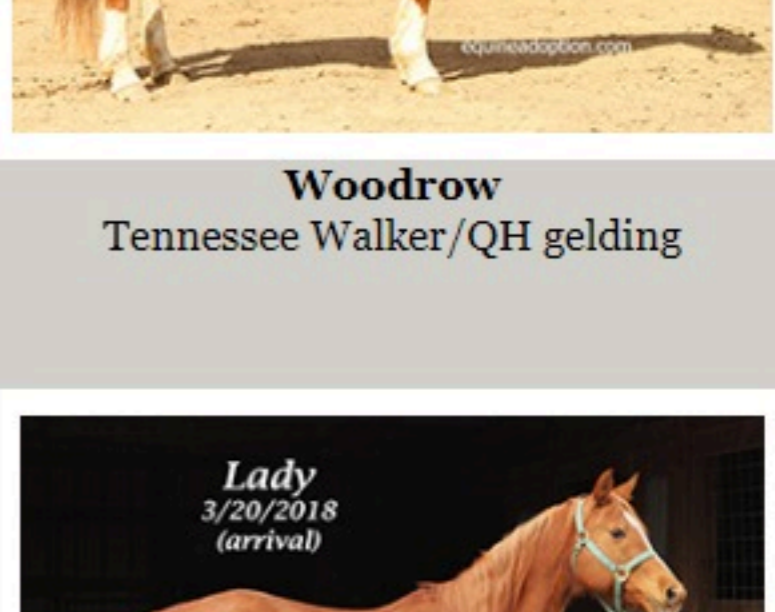 equineadoption.com
Woodrow
Tennessee Walker/QH gelding
Lady
3/20/2018
(arrival)